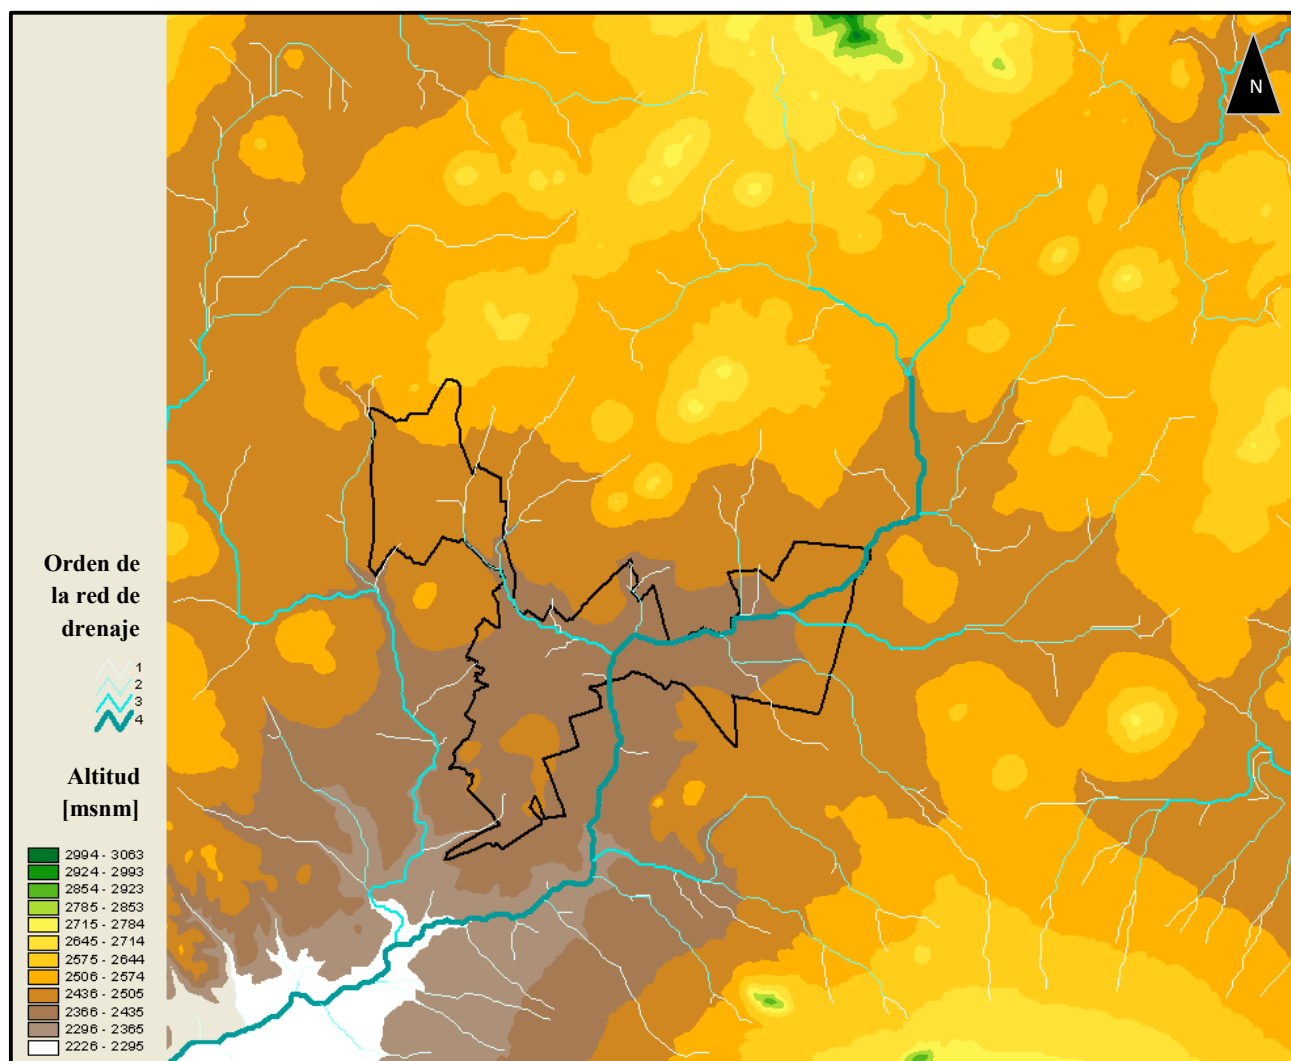 N
Orden de
la red de
drenaje
1
2
3
4
Altitud
[msnm]
2994 - 3063
2924 - 2993
2854 - 2923
2785 - 2853
2715 - 2784
2645 - 2714
2575 - 2644
2506 - 2574
2436 - 2505
2366 - 2435
2296 - 2365
2226 - 2295